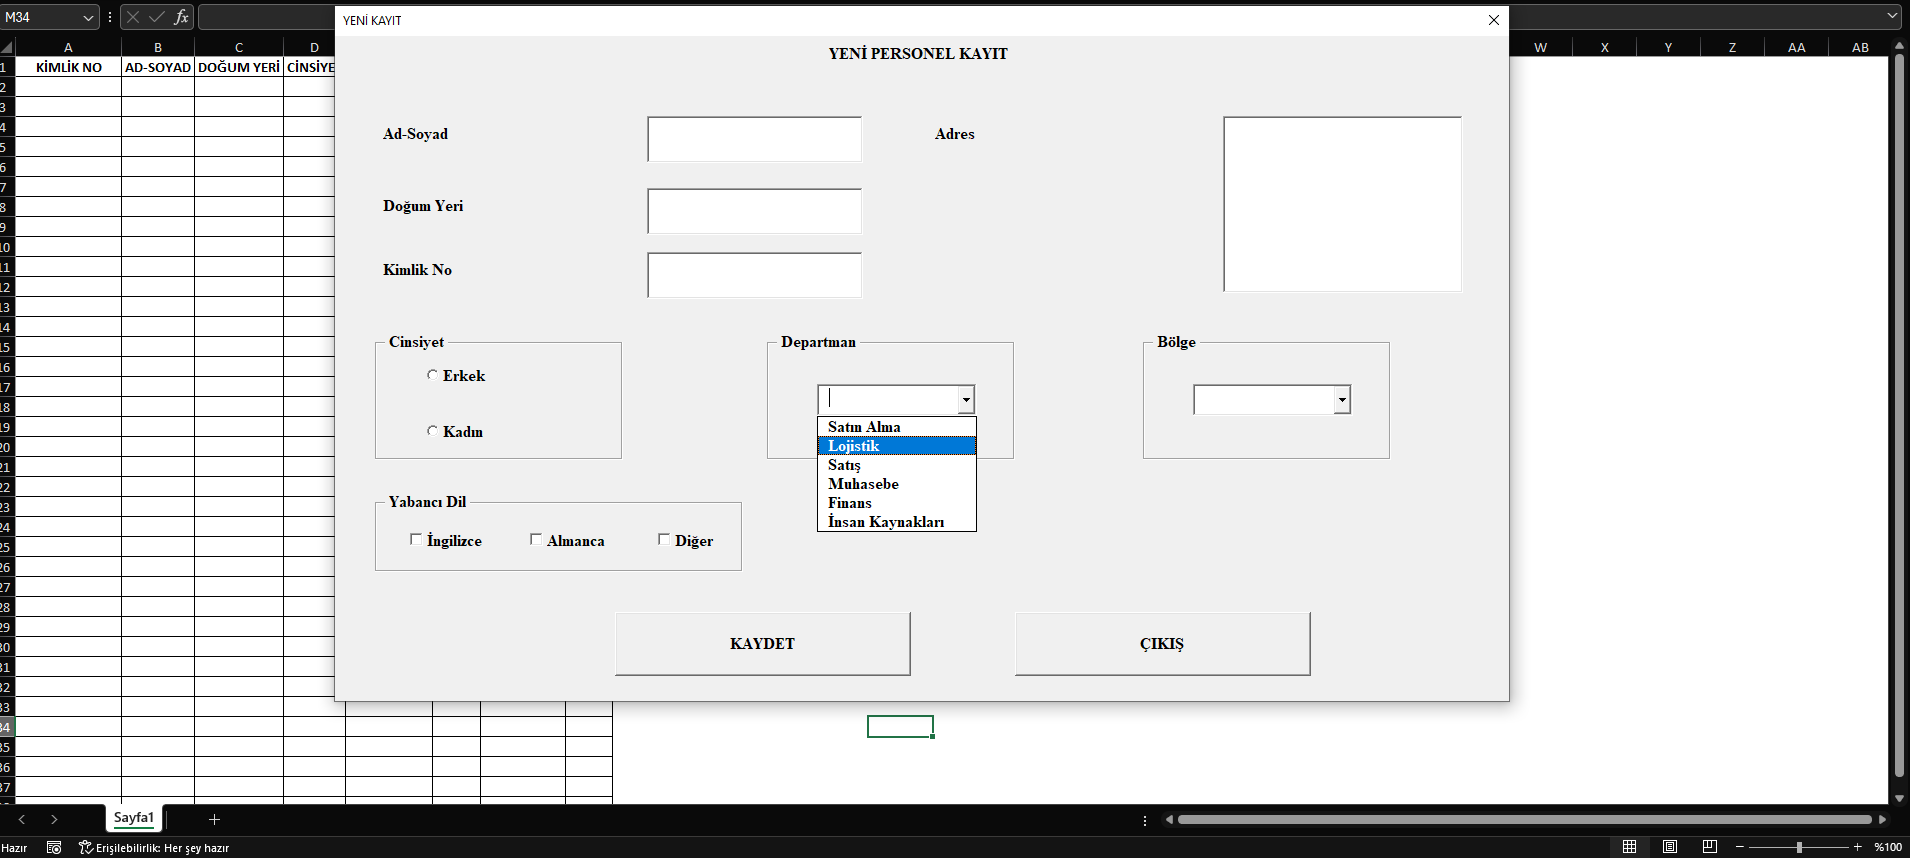 M34
fx
YENİ KAYIT
A B C D W X Y Z AA AB
1 KİMLİK NO AD-SOYAD DOĞUM YERİ CİNSİYE
YENİ PERSONEL KAYIT
2
3
4
Ad-Soyad Adres
5
6
7
8
Doğum Yeri
9
10
11
Kimlik No
12
13
14
15
Cinsiyet Departman Bölge
16
Erkek
17
18
19
Kadın
Satın Alma
20
Lojistik
21
Satış
22
Muhasebe
23
Yabancı Dil
Finans
24
İnsan Kaynakları
25
İngilizce Almanca Diğer
26
27
28
29
30
KAYDET ÇIKIŞ
31
32
33
34
35
36
37
Sayfa1
Hazır Erişilebilirlik: Her şey hazır %100